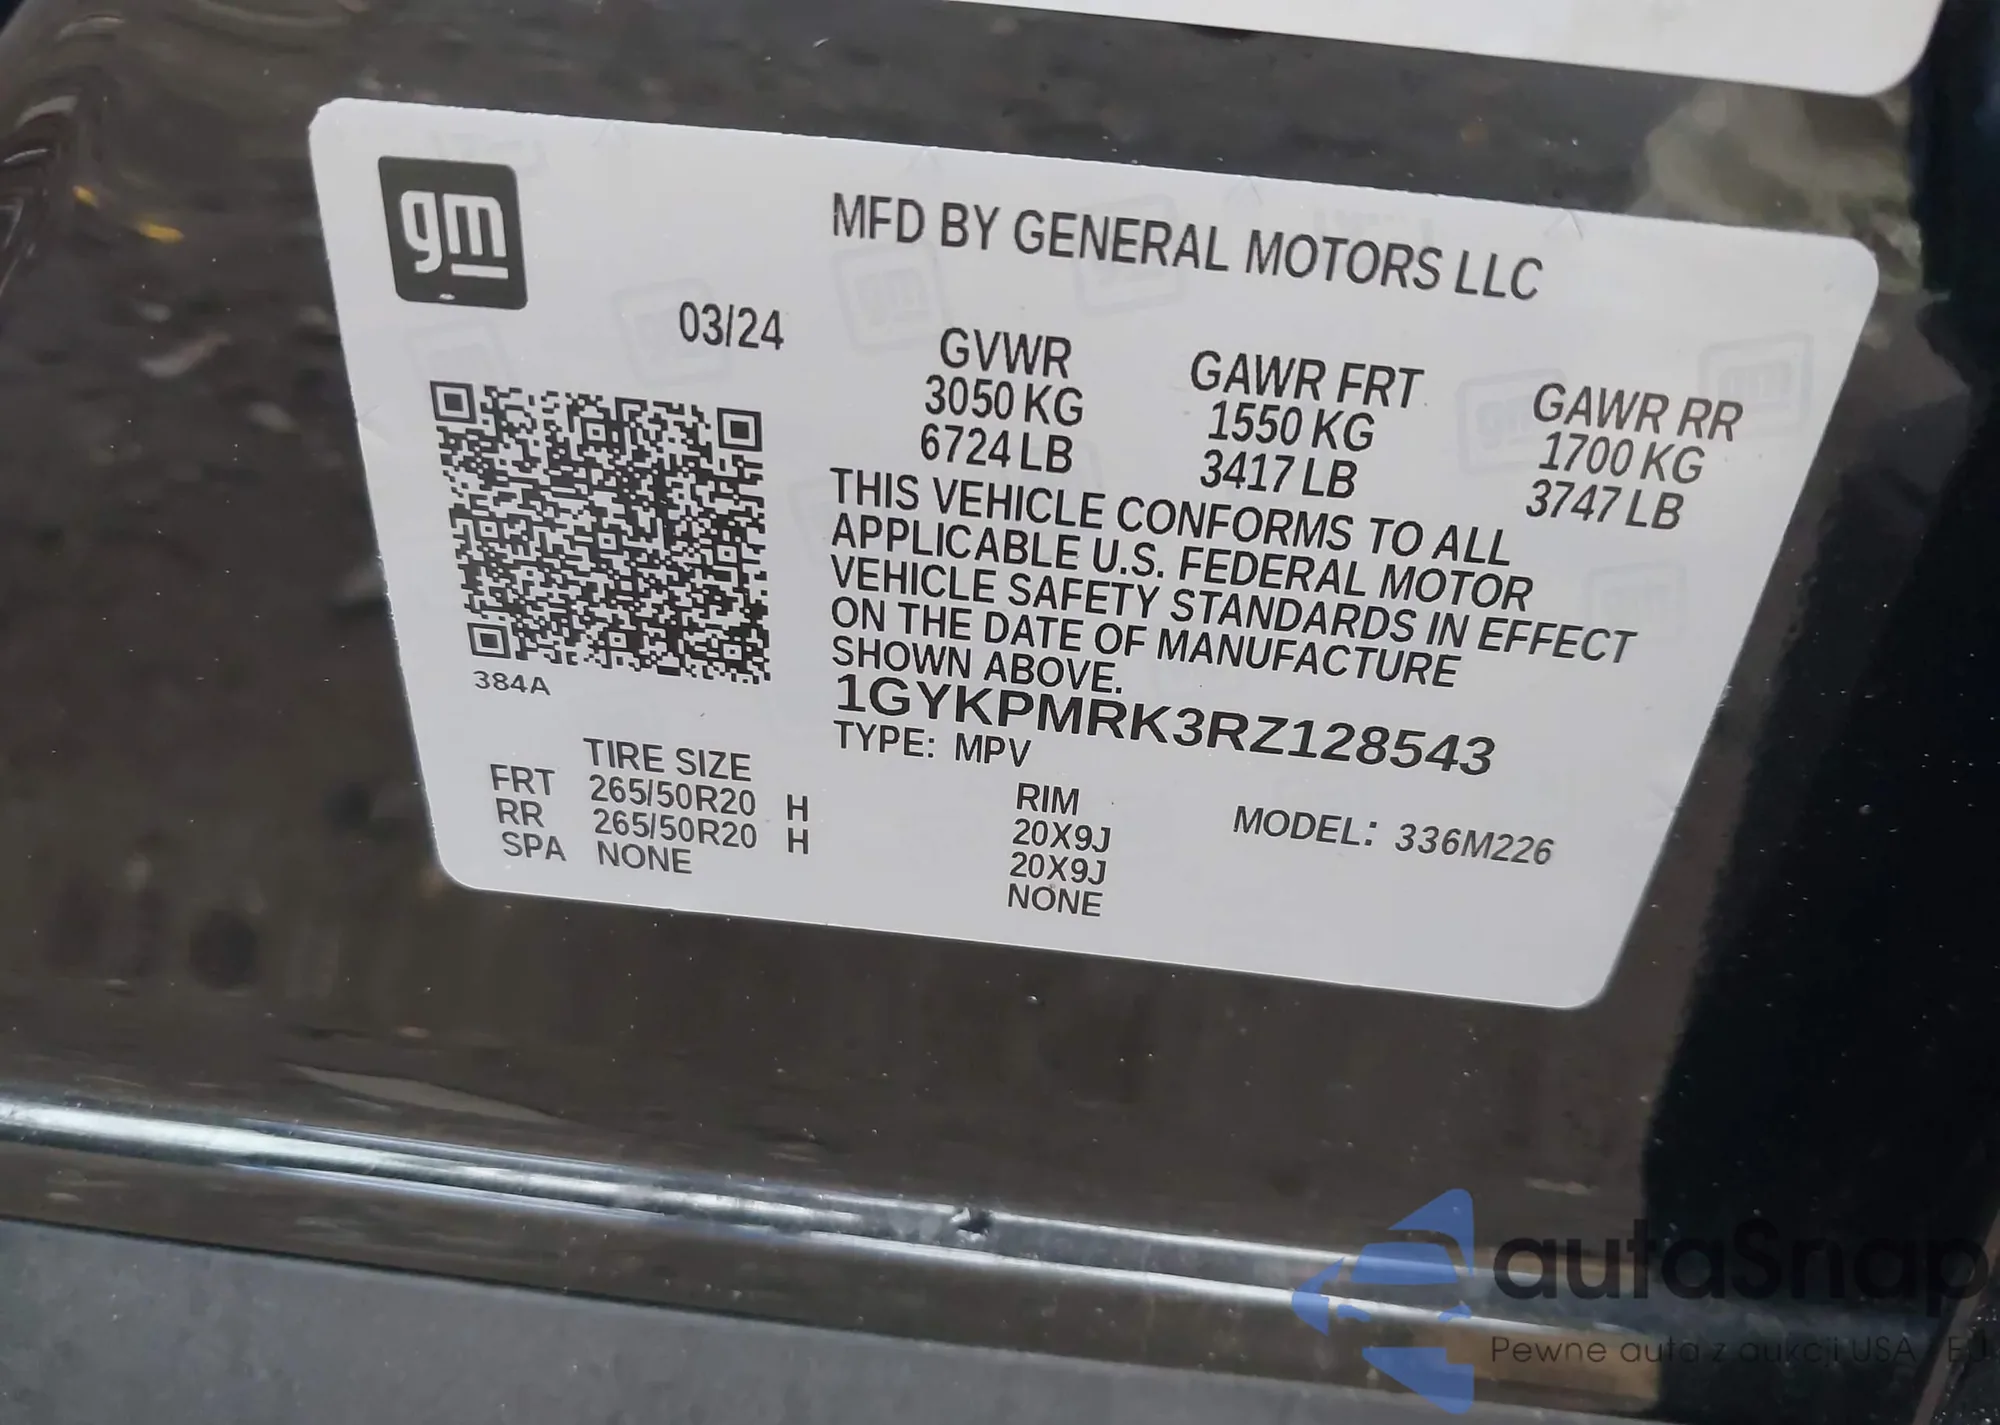 gm
MFD BY GENERAL MOTORS LLC
03/24
GVWR GAWR FRT GAWR RR
3050 KG 1550 KG 1700 KG
6724 LB 3417 LB 3747 LB
THIS VEHICLE CONFORMS TO ALL
APPLICABLE U.S. FEDERAL MOTOR
VEHICLE SAFETY STANDARDS IN EFFECT
ON THE DATE OF MANUFACTURE
SHOWN ABOVE.
1GYKPMRK3RZ128543
TYPE: MPV
384A
TIRE SIZE RIM
FRT 265/50R20 H 20X9J
RR 265/50R20 H 20X9J
SPA NONE NONE
MODEL: 336M226
autaSnap
Pewne auta z aukcji USA